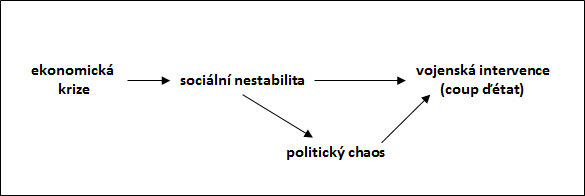 ekonomická
krize
sociální nestabilita
vojenská intervence
(coup ďétat)
politický chaos